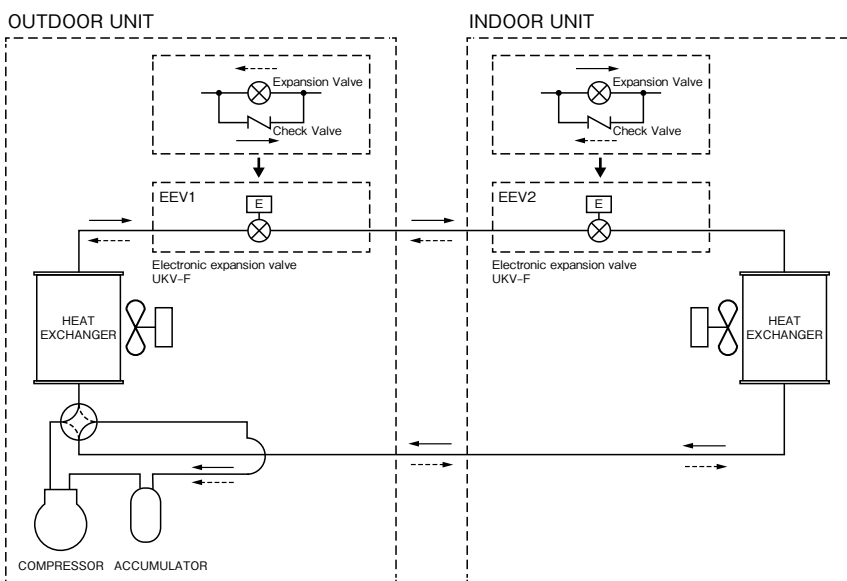 OUTDOOR UNIT
INDOOR UNIT
Expansion Valve
Check Valve
Expansion Valve
Check Valve
EEV1
E
EEV2
E
Electronic expansion valve
UKV-F
Electronic expansion valve
UKV-F
HEAT
EXCHANGER
HEAT
EXCHANGER
COMPRESSOR
ACCUMULATOR